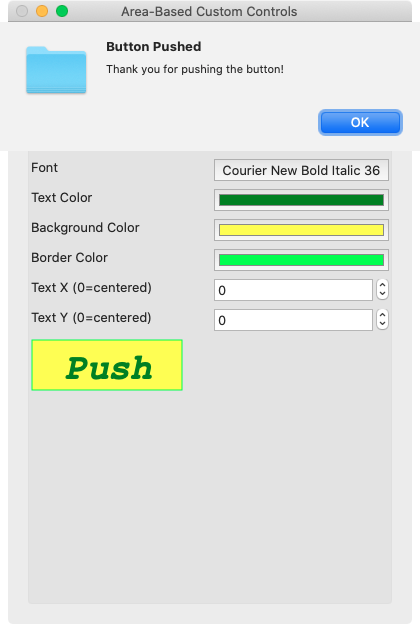 Area-Based Custom Controls
Button Pushed
Thank you for pushing the button!
OK
Font Courier New Bold Italic 36
Text Color
Background Color
Border Color
Text X (0=centered) 0
Text Y (0=centered) 0
Push